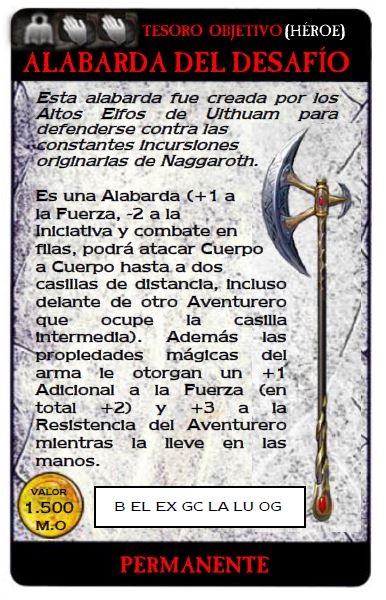 TESORO OBJETIVO (HÉROE)
ALABARDA DEL DESAFÍO
Esta alabarda fue creada por los
Altos Elfos de Ulthuam para
defenderse contra las
constantes incursiones
originarias de Naggaroth.
Es una Alabarda (+1 a
la Fuerza, -2 a la
Iniciativa y combate en
filas, podrá atacar Cuerpo
a Cuerpo hasta a dos
casillas de distancia, incluso
delante de otro Aventurero
que ocupe la casilla
intermedia). Además las
propiedades mágicas del
arma le otorgan un +1
Adicional a la Fuerza (en
total +2) y +3 a la
Resistencia del Aventurero
mientras la lleve en las
manos.
VALOR
1.500
M.O
B EL EX GC LA LU OG
PERMANENTE